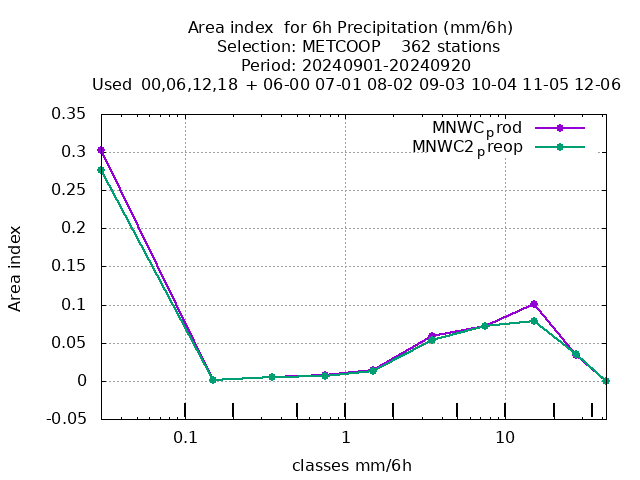 Area index  for 6h Precipitation (mm/6h)
Selection: METCOOP    362 stations
Period: 20240901-20240920
Used  00,06,12,18  + 06-00 07-01 08-02 09-03 10-04 11-05 12-06
MNWCprod
MNWC2preop
0.35
0.3
0.25
0.2
0.15
0.1
0.05
0
-0.05
Area index
0.1 1 10
classes mm/6h